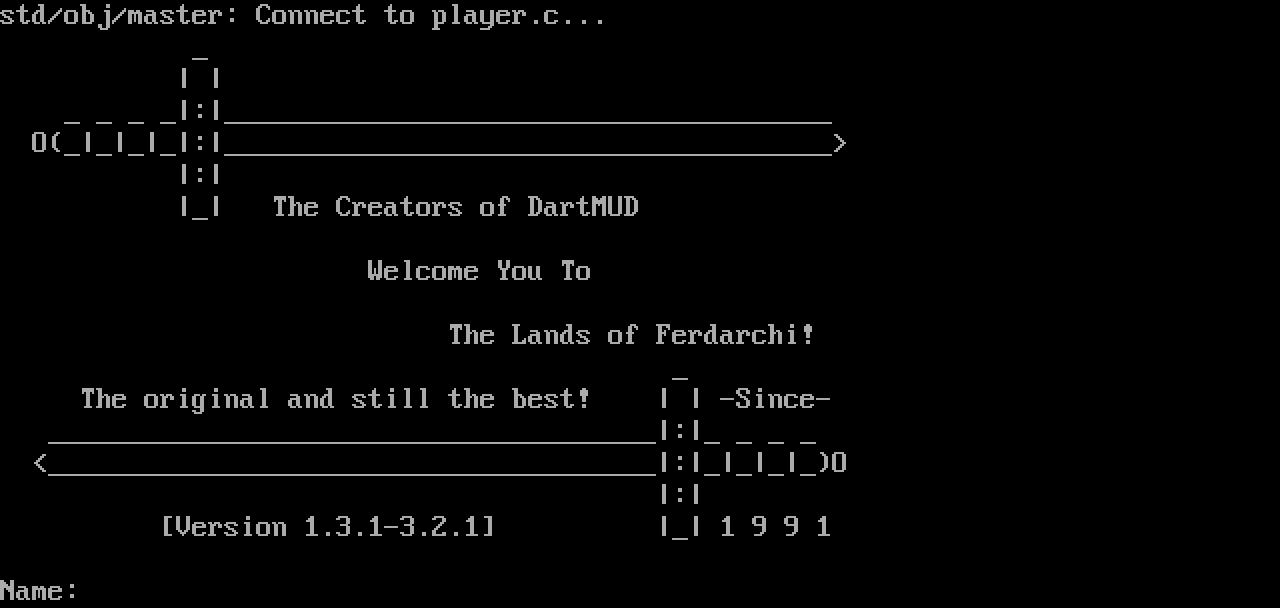 std/obj/master: Connect to player.c...
The Creators of DartMUD
Welcome You To
The Lands of Ferdarchi!
The original and still the best! -Since-
[Version 1.3.1-3.2.1] 1 9 9 1
Name: